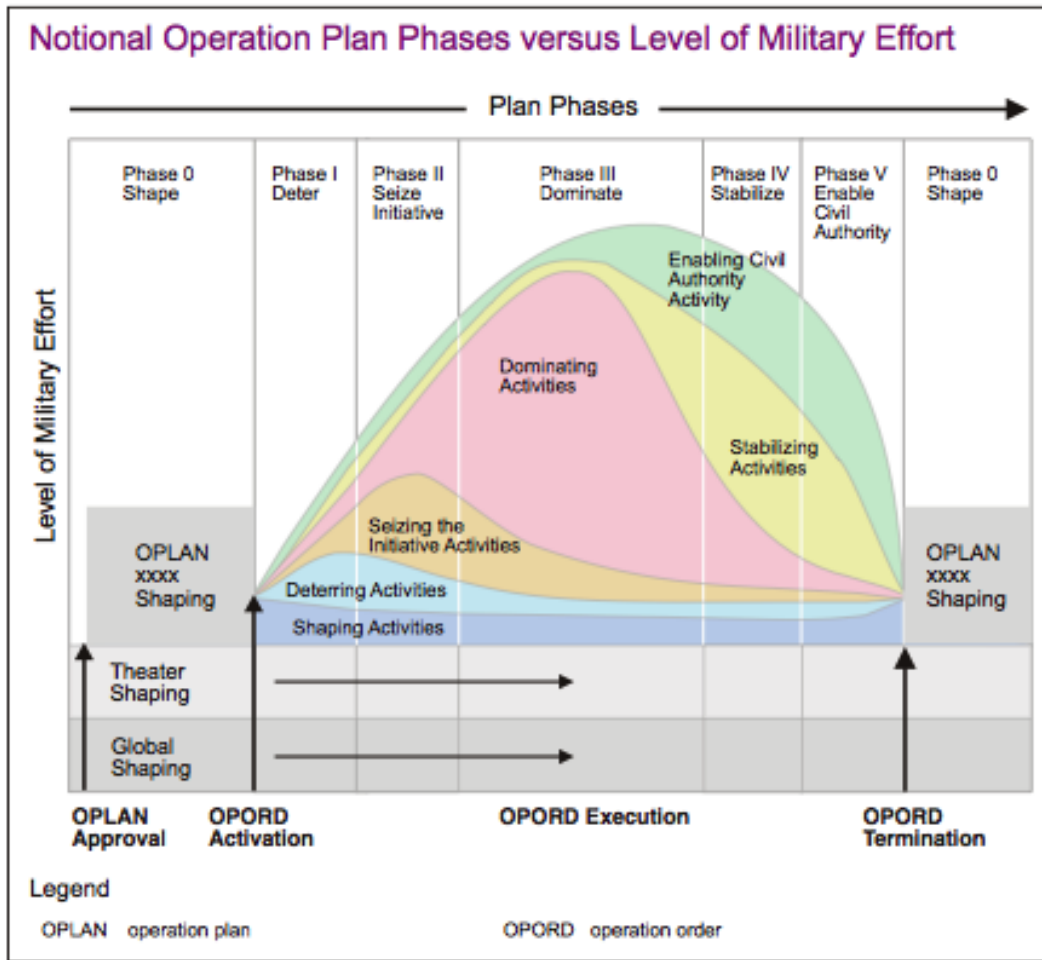 Notional Operation Plan Phases versus Level of Military Effort
Plan Phases
Phase 0
Shape
Phase I
Deter
Phase II
Seize
Initiative
Phase III
Dominate
Phase IV
Stabilize
Phase V
Enable
Civil
Authority
Phase 0
Shape
Level of Military Effort
Enabling Civil
Authority
Activity
Dominating
Activities
Stabilizing
Activities
Seizing the
Initiative Activities
Deterring Activities
Shaping Activities
OPLAN
xxxx
Shaping
OPLAN
xxxx
Shaping
Theater
Shaping
Global
Shaping
OPLAN
Approval
OPORD
Activation
OPORD Execution
OPORD
Termination
Legend
OPLAN operation plan
OPORD operation order